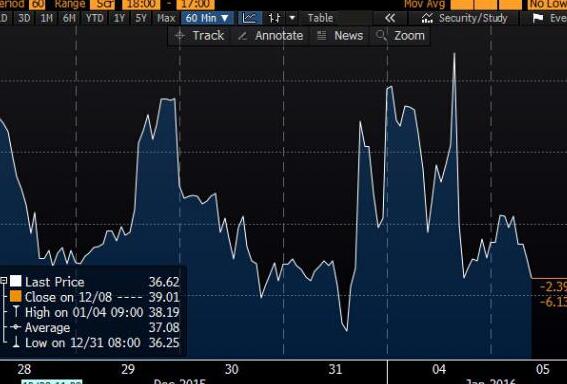 Period 60 Range Scr 18:00 - 17:00 Mov Avg No Low
1D 3D 1M 6M YTD 1Y 5Y Max 60 Min ▼ Table << Security/Study Eve
Track Annotate News Zoom
Last Price 36.62
Close on 12/08 ---- 39.01
High on 01/04 09:00 38.19
Average 37.08
Low on 12/31 08:00 36.25
-2.39
-6.13
28 29 30 31 04 05
Dec 2015 Jan 2016